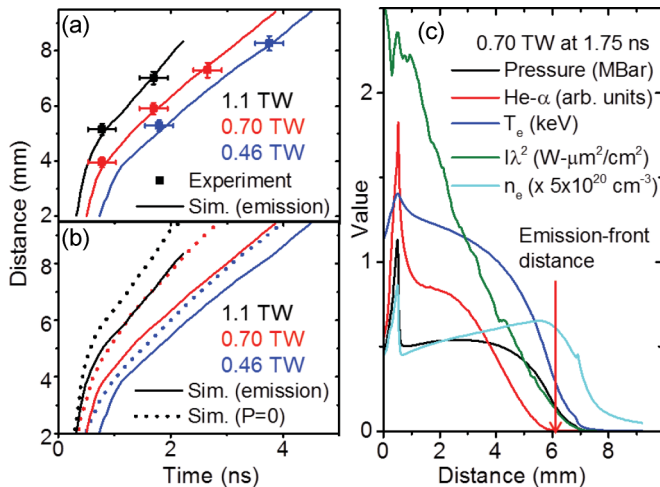 (a)
8
6
4
2
Distance (mm)
1.1 TW
0.70 TW
0.46 TW
Experiment
Sim. (emission)
(b)
8
6
4
2
1.1 TW
0.70 TW
0.46 TW
Sim. (emission)
Sim. (P=0)
0 2 4
Time (ns)
(c)
0.70 TW at 1.75 ns
Pressure (MBar)
He-α (arb. units)
Te (keV)
Iλ² (W-μm²/cm²)
ne (x 5x10²⁰ cm⁻³)
Emission-front
distance
2
1
0
Value
0 2 4 6 8
Distance (mm)